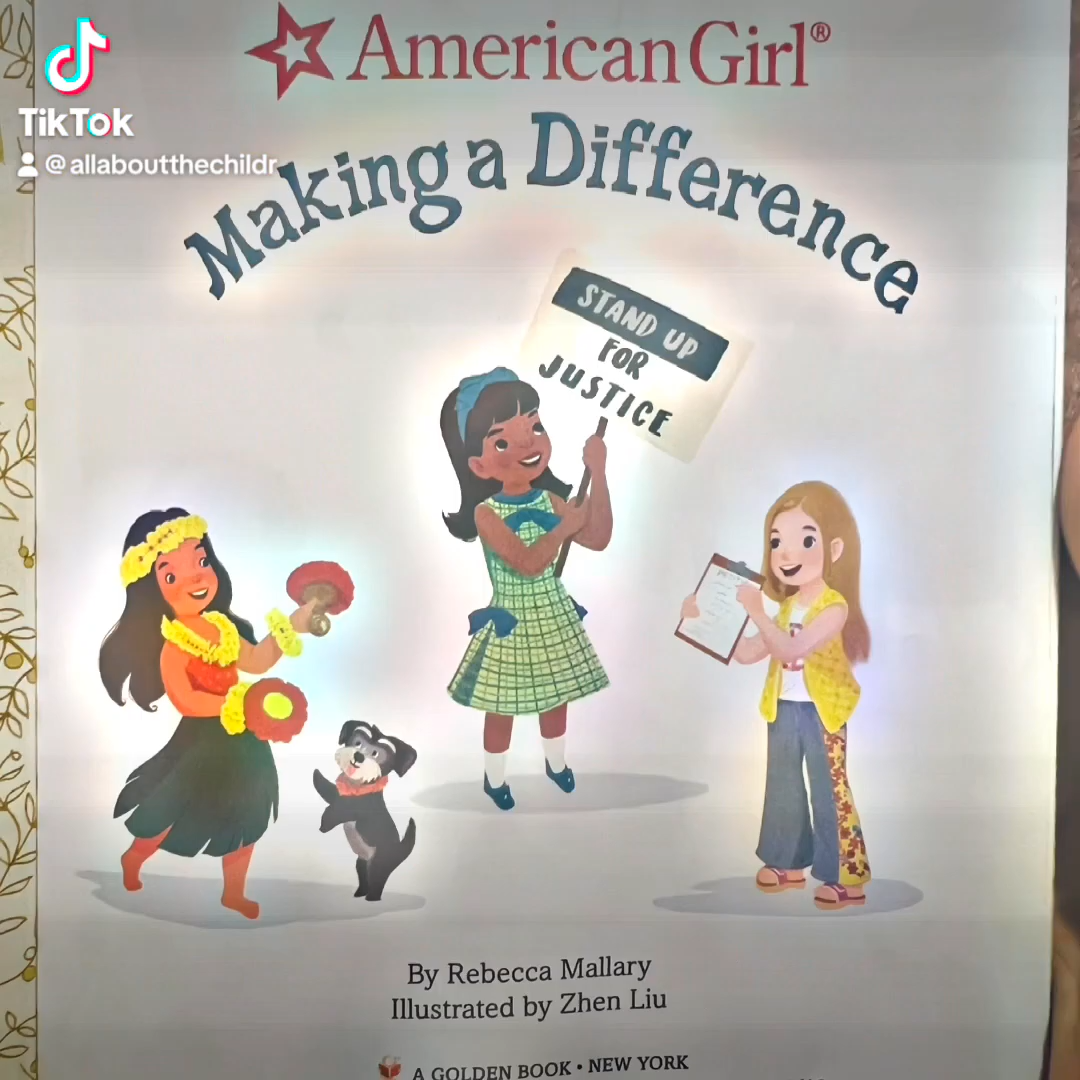 American Girl®
TikTok
@allaboutthechildr
Making a Difference
STAND UP
FOR
JUSTICE
By Rebecca Mallary
Illustrated by Zhen Liu
A GOLDEN BOOK • NEW YORK